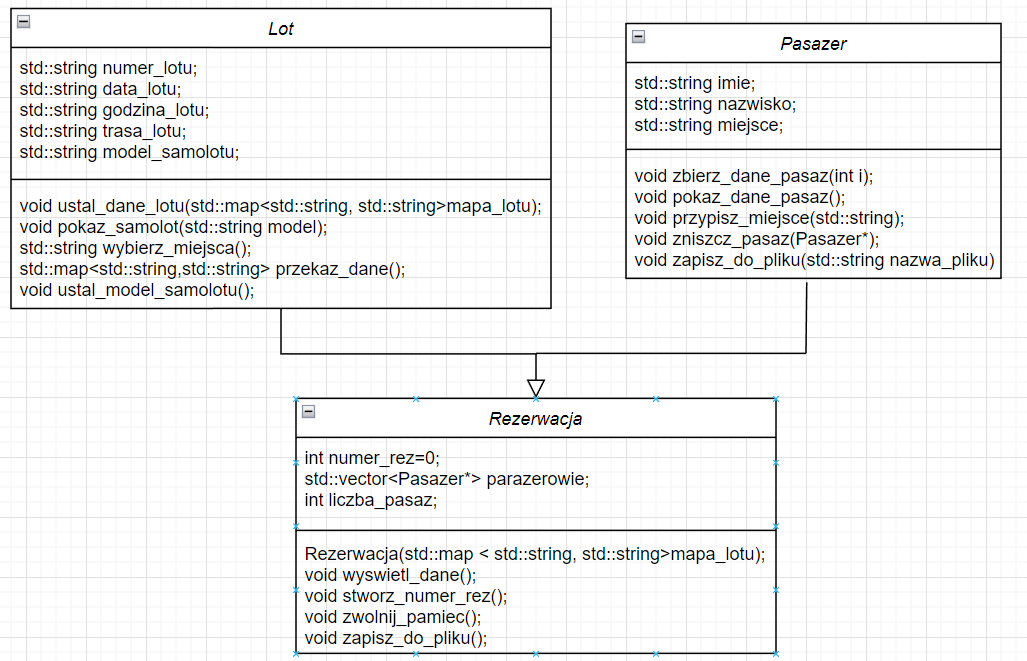 Lot
std::string numer_lotu;
std::string data_lotu;
std::string godzina_lotu;
std::string trasa_lotu;
std::string model_samolotu;
void ustal_dane_lotu(std::map<std::string, std::string>mapa_lotu);
void pokaz_samolot(std::string model);
std::string wybierz_miejsca();
std::map<std::string,std::string> przekaz_dane();
void ustal_model_samolotu();
Pasazer
std::string imie;
std::string nazwisko;
std::string miejsce;
void zbierz_dane_pasaz(int i);
void pokaz_dane_pasaz();
void przypisz_miejsce(std::string);
void zniszcz_pasaz(Pasazer*);
void zapisz_do_pliku(std::string nazwa_pliku)
Rezerwacja
int numer_rez=0;
std::vector<Pasazer*> parazerowie;
int liczba_pasaz;
Rezerwacja(std::map < std::string, std::string>mapa_lotu);
void wyswietl_dane();
void stworz_numer_rez();
void zwolnij_pamiec();
void zapisz_do_pliku();